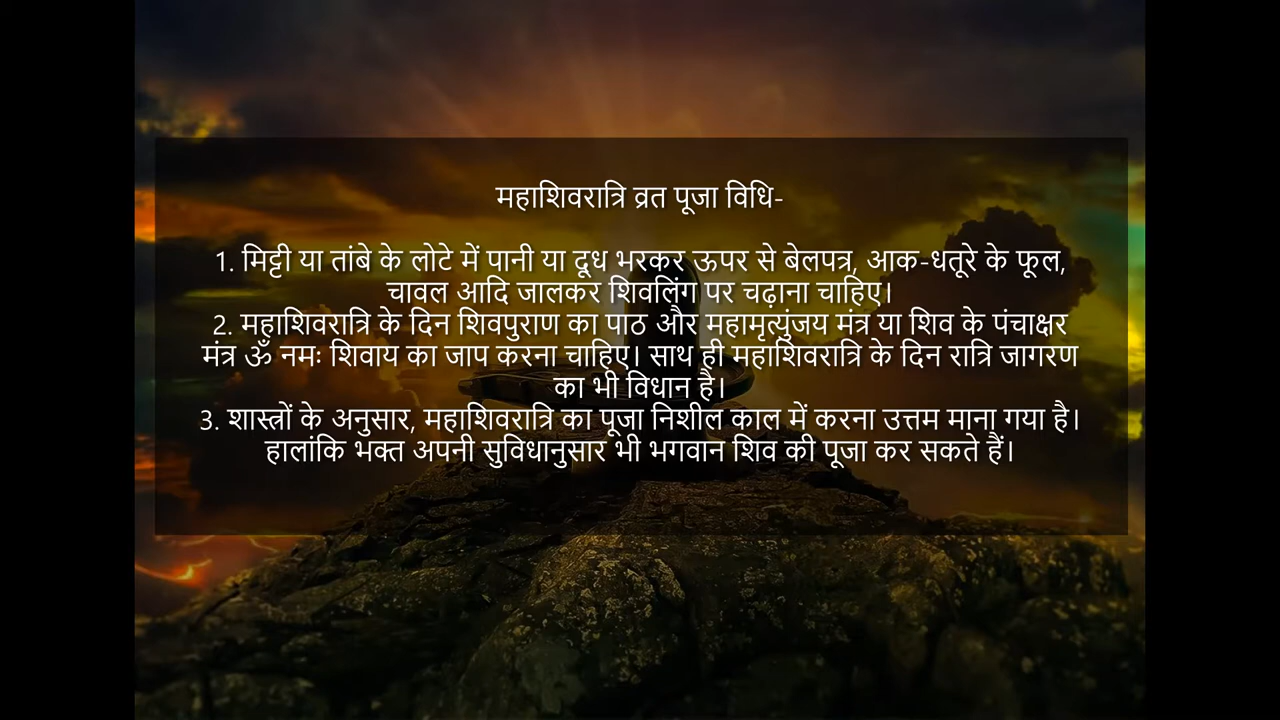 महाशिवरात्रि व्रत पूजा विधि-
1. मिट्टी या तांबे के लोटे में पानी या दूध भरकर ऊपर से बेलपत्र, आक-धतूरे के फूल,
चावल आदि जालकर शिवलिंग पर चढ़ाना चाहिए।
2. महाशिवरात्रि के दिन शिवपुराण का पाठ और महामृत्युंजय मंत्र या शिव के पंचाक्षर
मंत्र ॐ नमः शिवाय का जाप करना चाहिए। साथ ही महाशिवरात्रि के दिन रात्रि जागरण
का भी विधान है।
3. शास्त्रों के अनुसार, महाशिवरात्रि का पूजा निशील काल में करना उत्तम माना गया है।
हालांकि भक्त अपनी सुविधानुसार भी भगवान शिव की पूजा कर सकते हैं।